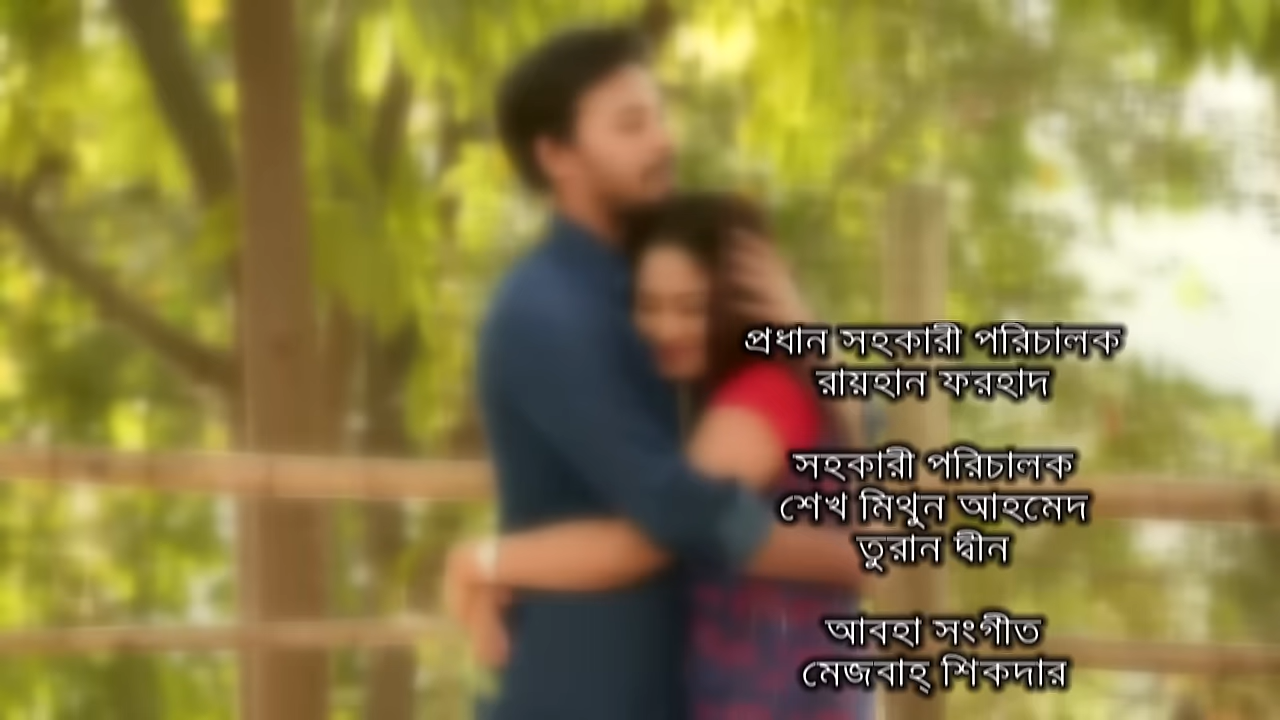 প্রধান সহকারী পরিচালক
রায়হান ফরহাদ
সহকারী পরিচালক
শেখ মিথুন আহমেদ
তুরান দ্বীন
আবহা সংগীত
মেজবাহ্ শিকদার